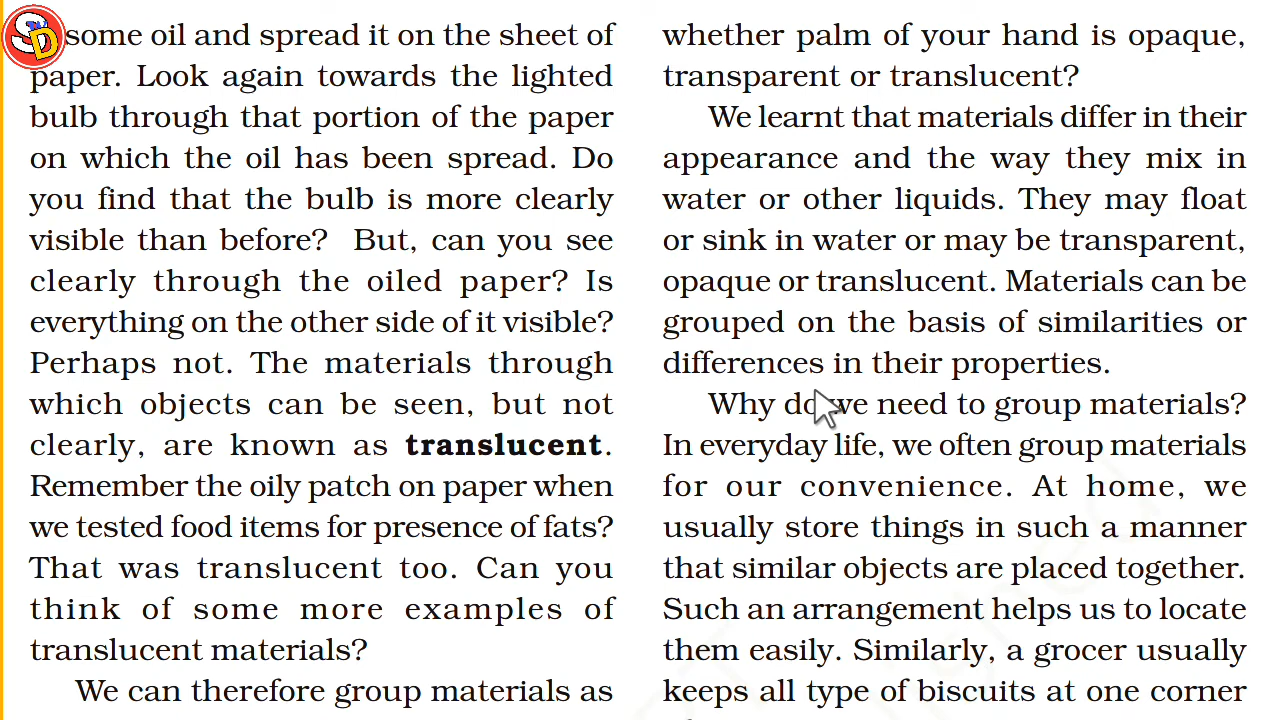 SD
some oil and spread it on the sheet of
paper. Look again towards the lighted
bulb through that portion of the paper
on which the oil has been spread. Do
you find that the bulb is more clearly
visible than before? But, can you see
clearly through the oiled paper? Is
everything on the other side of it visible?
Perhaps not. The materials through
which objects can be seen, but not
clearly, are known as translucent.
Remember the oily patch on paper when
we tested food items for presence of fats?
That was translucent too. Can you
think of some more examples of
translucent materials?
We can therefore group materials as
whether palm of your hand is opaque,
transparent or translucent?
We learnt that materials differ in their
appearance and the way they mix in
water or other liquids. They may float
or sink in water or may be transparent,
opaque or translucent. Materials can be
grouped on the basis of similarities or
differences in their properties.
Why do we need to group materials?
In everyday life, we often group materials
for our convenience. At home, we
usually store things in such a manner
that similar objects are placed together.
Such an arrangement helps us to locate
them easily. Similarly, a grocer usually
keeps all type of biscuits at one corner